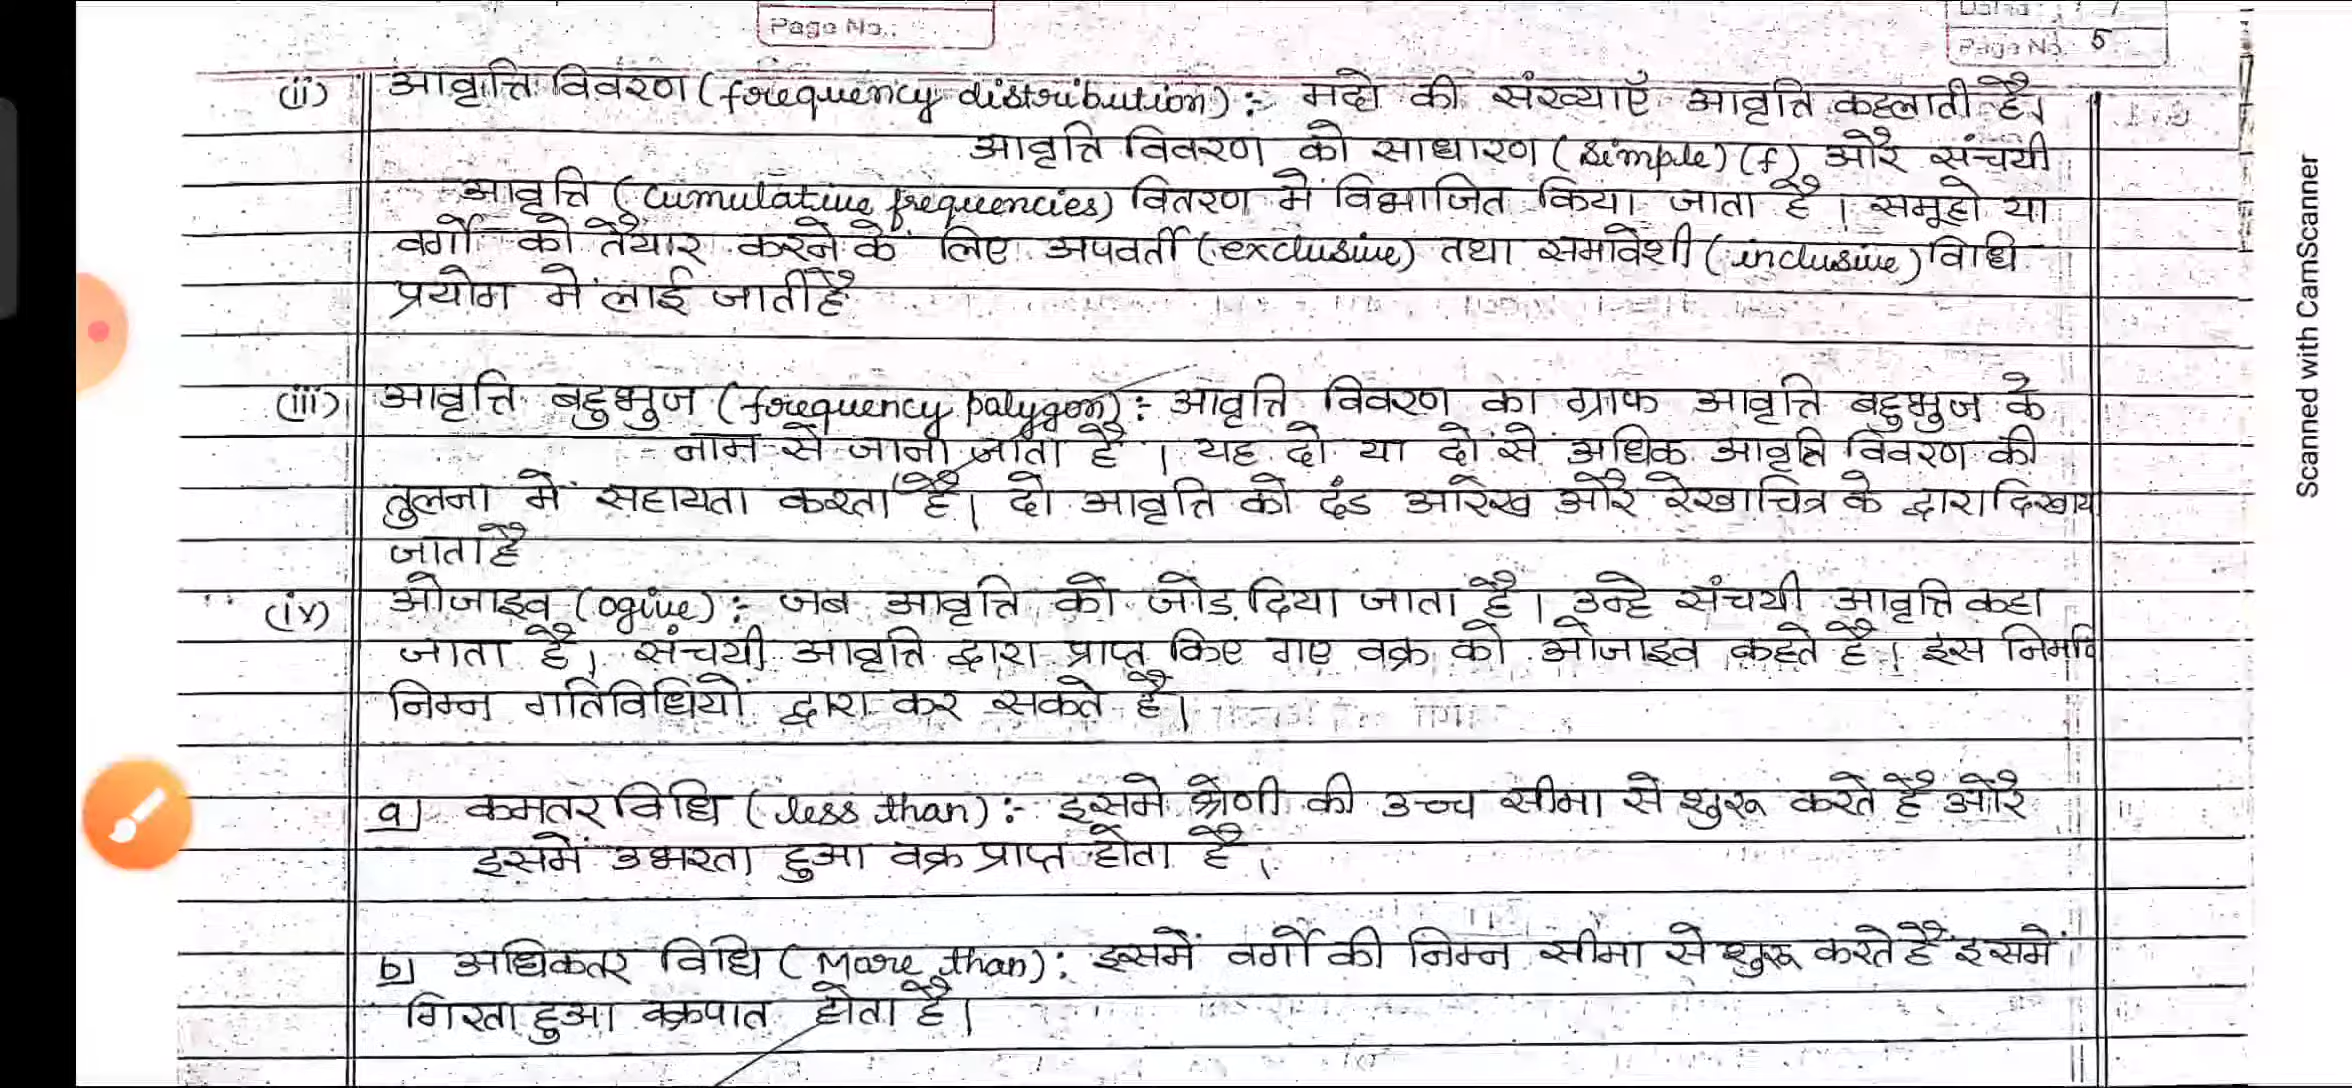 Page No.:
Page No. 5
(ii) आवृत्ति विवरण (frequency distribution) :- मदो की संख्याएँ आवृत्ति कहलाती है।
आवृत्ति विवरण को साधारण (simple) (f) और संचयी
आवृत्ति (cumulative frequencies) वितरण में विभाजित किया जाता है। समूहो या
वर्गों को तैयार करने के लिए अपवर्ती (exclusive) तथा समावेशी (inclusive) विधि
प्रयोग में लाई जाती है
(iii) आवृत्ति बहुभुज (frequency polygon) : आवृत्ति विवरण का ग्राफ आवृत्ति बहुभुज के
नाम से जाना जाता है। यह दो या दो से अधिक आवृत्ति विवरण की
तुलना में सहायता करता है। दो आवृत्ति को दंड आरेख और रेखाचित्र के द्वारा दिखाय
जाता है
(iv) ओजाइव (ogive) :- जब आवृत्ति को जोड दिया जाता है। उन्हे संचयी आवृत्ति कहा
जाता है। संचयी आवृत्ति द्वारा प्राप्त किए गए वक्र को ओजाइव कहते है। इस
निम्न गतिविधियों द्वारा कर सकते है।
a) कमतर विधि (less than) :- इसमे श्रेणी की उच्च सीमा से शुरू करते है और
इसमें उभरता हुआ वक्र प्राप्त होता है।
b) अधिकतर विधि (More than) : इसमें वर्गो की निम्न सीमा से शुरू करते है इसमें
गिरता हुआ वक्रपात होता है।
Scanned with CamScanner